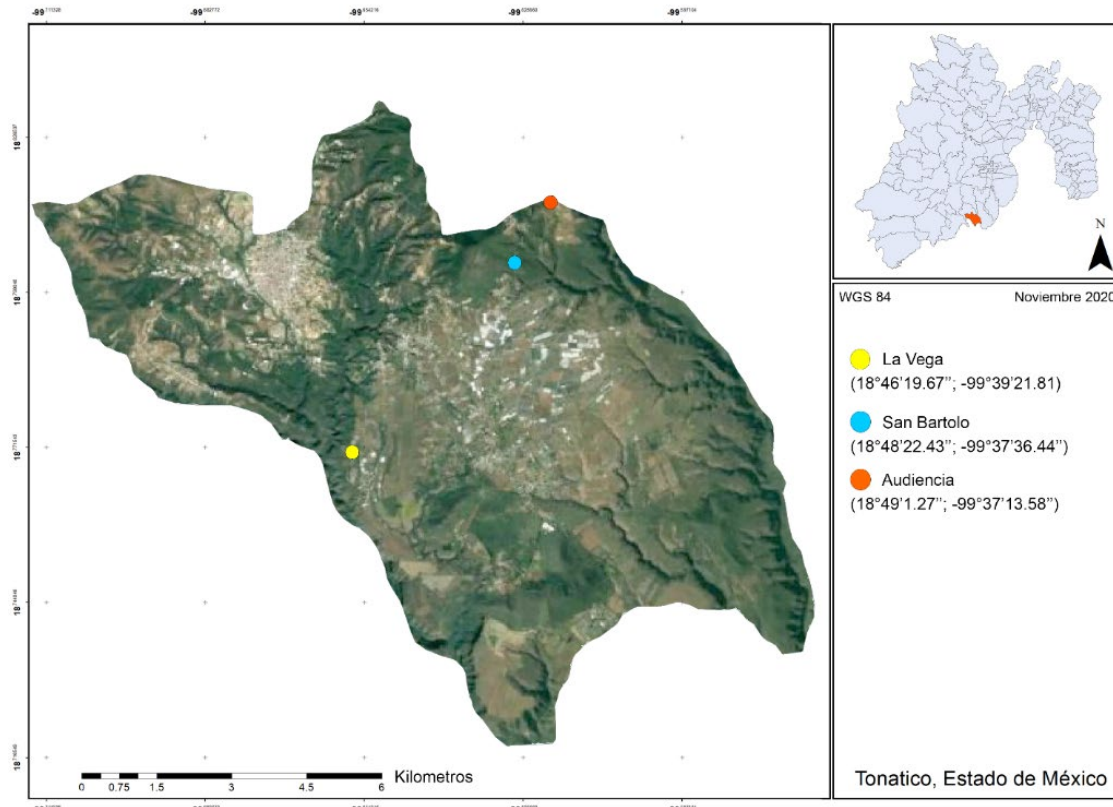 N
WGS 84 Noviembre 2020
La Vega
(18°46'19.67''; -99°39'21.81)
San Bartolo
(18°48'22.43''; -99°37'36.44'')
Audiencia
(18°49'1.27''; -99°37'13.58'')
Kilometros
0 0.75 1.5 3 4.5 6
Tonatico, Estado de México